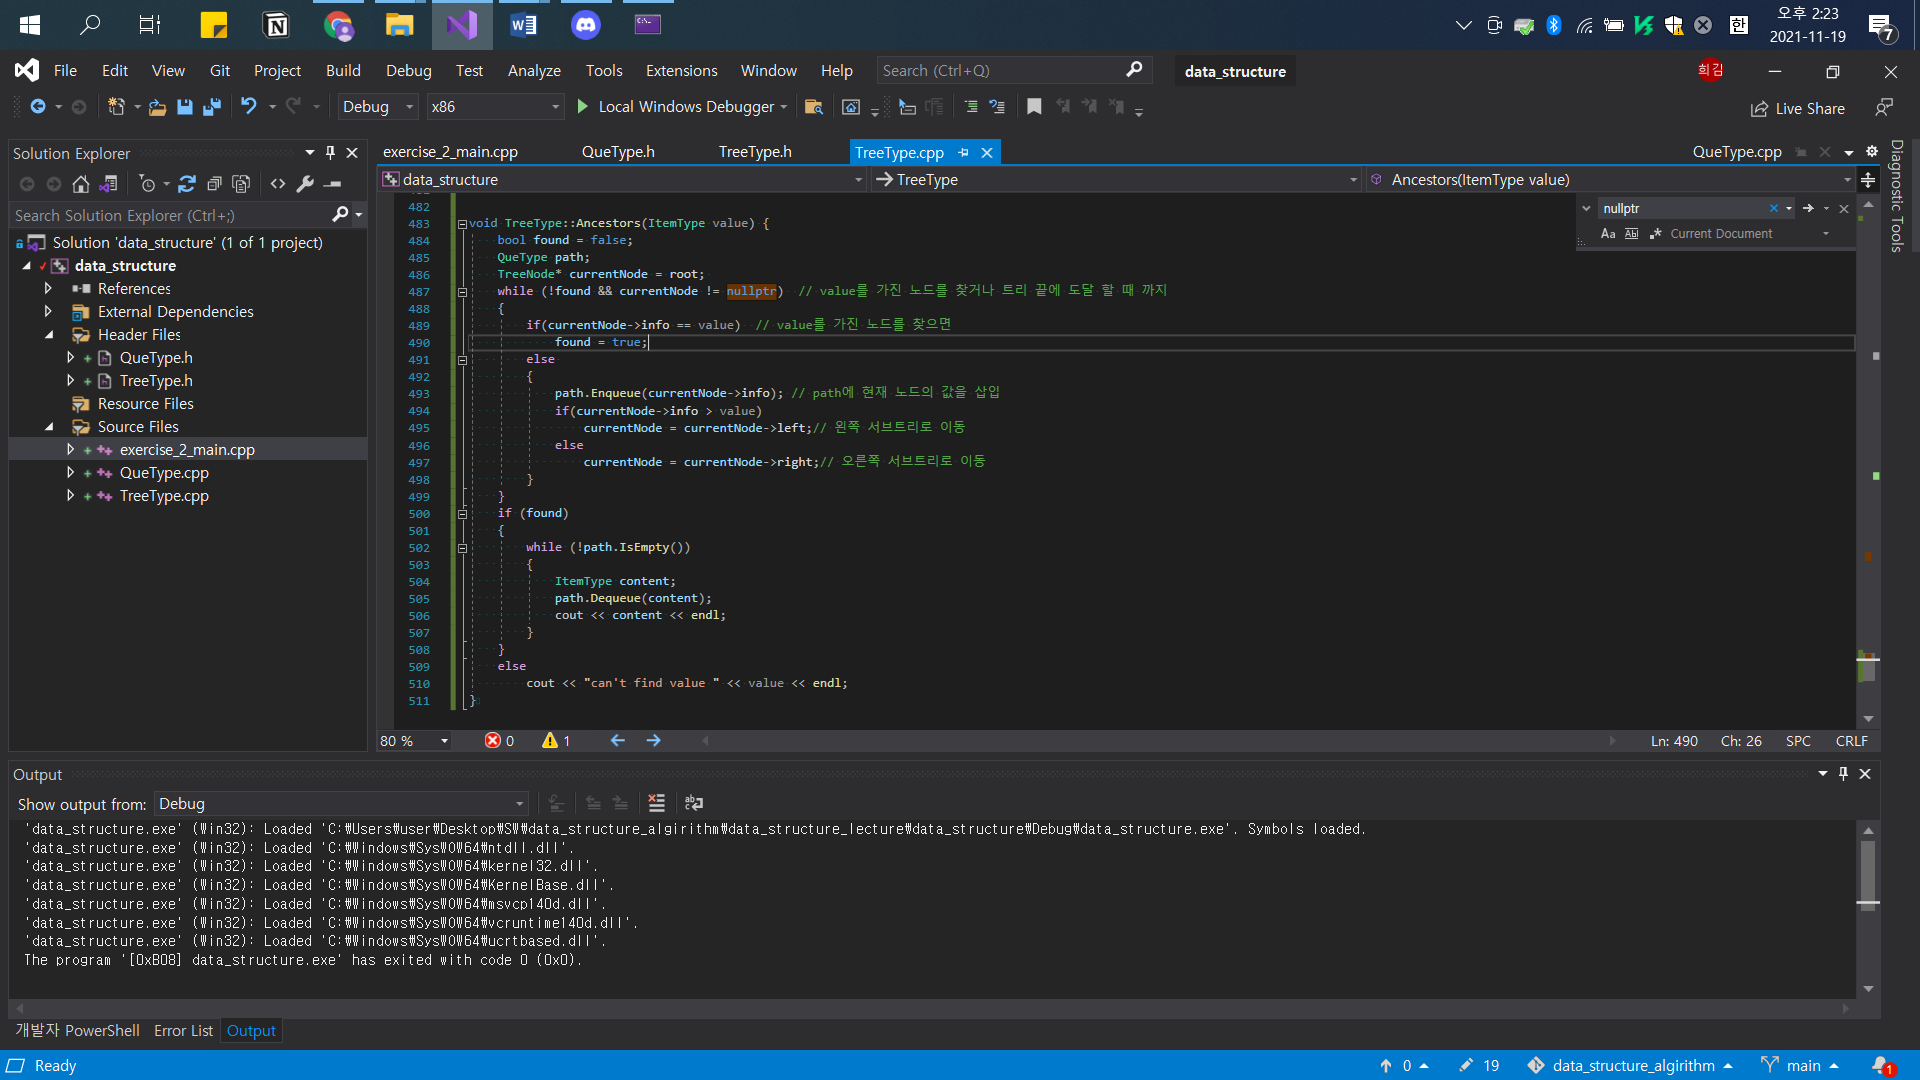 오후 2:23
2021-11-19
7
File Edit View Git Project Build Debug Test Analyze Tools Extensions Window Help Search (Ctrl+Q) data_structure 희김
Debug x86 Local Windows Debugger Live Share
Solution Explorer
Search Solution Explorer (Ctrl+;)
Solution 'data_structure' (1 of 1 project)
data_structure
References
External Dependencies
Header Files
QueType.h
TreeType.h
Resource Files
Source Files
exercise_2_main.cpp
QueType.cpp
TreeType.cpp
exercise_2_main.cpp QueType.h TreeType.h TreeType.cpp QueType.cpp
data_structure TreeType Ancestors(ItemType value)
nullptr
Aa Ab Current Document
Diagnostic Tools
482
483 void TreeType::Ancestors(ItemType value) {
484 bool found = false;
485 QueType path;
486 TreeNode* currentNode = root;
487 while (!found && currentNode != nullptr) // value를 가진 노드를 찾거나 트리 끝에 도달 할 때 까지
488 {
489 if(currentNode->info == value) // value를 가진 노드를 찾으면
490 found = true;
491 else
492 {
493 path.Enqueue(currentNode->info); // path에 현재 노드의 값을 삽입
494 if(currentNode->info > value)
495 currentNode = currentNode->left;// 왼쪽 서브트리로 이동
496 else
497 currentNode = currentNode->right;// 오른쪽 서브트리로 이동
498 }
499 }
500 if (found)
501 {
502 while (!path.IsEmpty())
503 {
504 ItemType content;
505 path.Dequeue(content);
506 cout << content << endl;
507 }
508 }
509 else
510 cout << "can't find value " << value << endl;
511 }
80 % 0 1 Ln: 490 Ch: 26 SPC CRLF
Output
Show output from: Debug
'data_structure.exe' (Win32): Loaded 'C:₩Users₩user₩Desktop₩SW₩data_structure_algirithm₩data_structure_lecture₩data_structure₩Debug₩data_structure.exe'. Symbols loaded.
'data_structure.exe' (Win32): Loaded 'C:₩Windows₩SysWOW64₩ntdll.dll'.
'data_structure.exe' (Win32): Loaded 'C:₩Windows₩SysWOW64₩kernel32.dll'.
'data_structure.exe' (Win32): Loaded 'C:₩Windows₩SysWOW64₩KernelBase.dll'.
'data_structure.exe' (Win32): Loaded 'C:₩Windows₩SysWOW64₩msvcp140d.dll'.
'data_structure.exe' (Win32): Loaded 'C:₩Windows₩SysWOW64₩vcruntime140d.dll'.
'data_structure.exe' (Win32): Loaded 'C:₩Windows₩SysWOW64₩ucrtbased.dll'.
The program '[0xB08] data_structure.exe' has exited with code 0 (0x0).
개발자 PowerShell Error List Output
Ready 0 19 data_structure_algirithm main 1